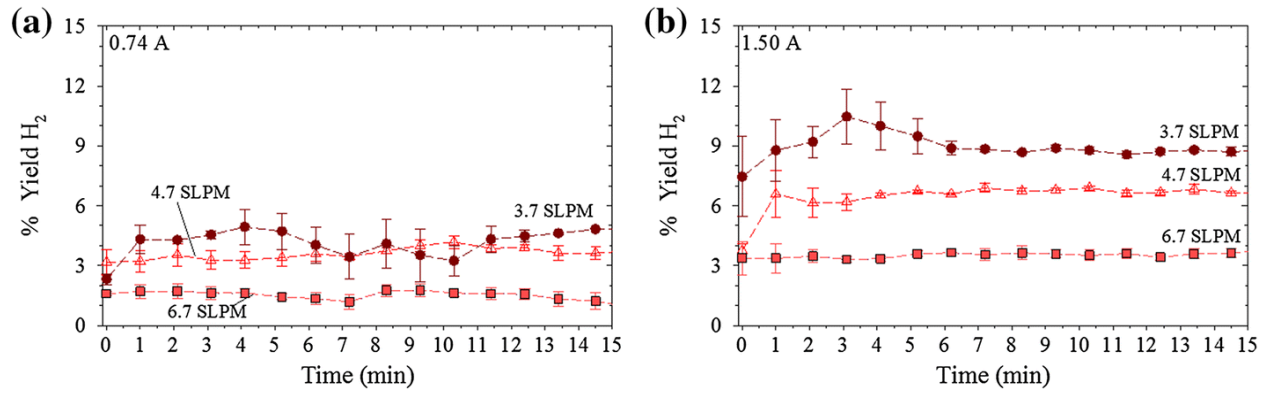 (a)
0.74 A
15
12
9
6
3
0
% Yield H2
4.7 SLPM
3.7 SLPM
6.7 SLPM
0 1 2 3 4 5 6 7 8 9 10 11 12 13 14 15
Time (min)
(b)
1.50 A
15
12
9
6
3
0
% Yield H2
3.7 SLPM
4.7 SLPM
6.7 SLPM
0 1 2 3 4 5 6 7 8 9 10 11 12 13 14 15
Time (min)